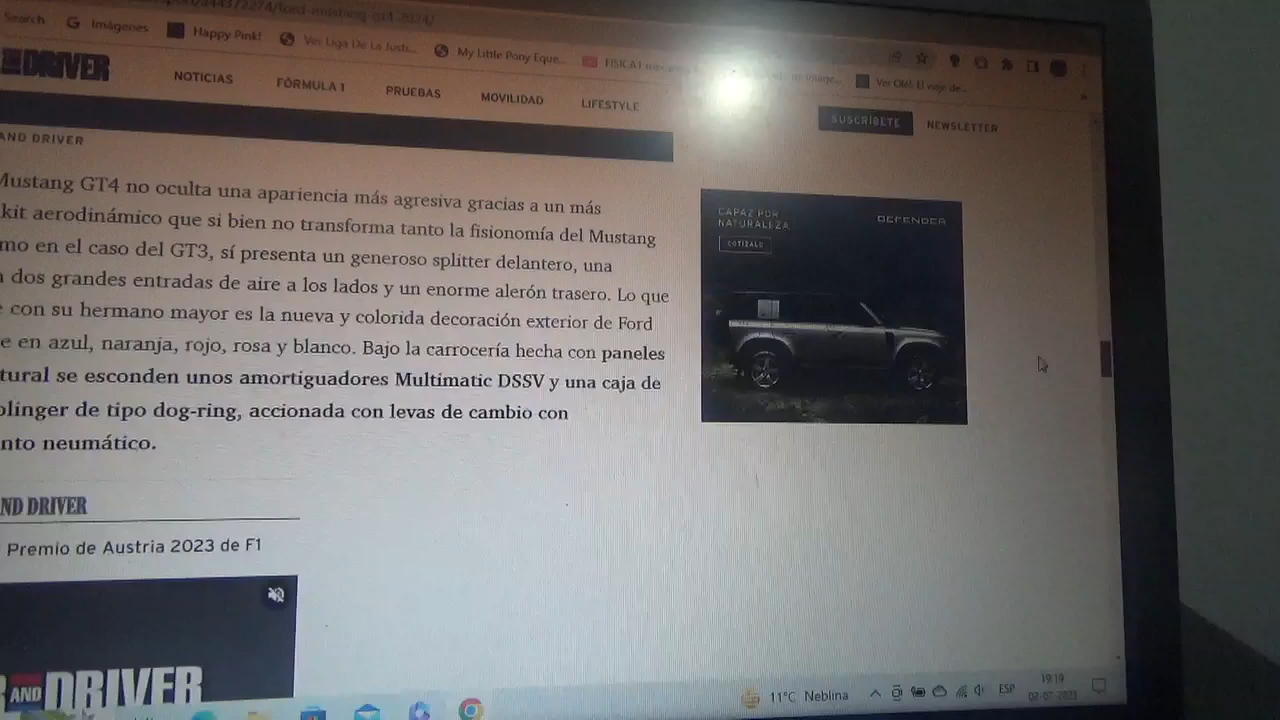 /ford-mustang-gt4-2024/
Search
Imágenes
Happy Pink!
Ver Liga De La Justi...
My Little Pony Eque...
FISICA I
Ver Olé: El viaje de...
DRIVER
NOTICIAS
FÓRMULA 1
PRUEBAS
MOVILIDAD
LIFESTYLE
SUSCRÍBETE
NEWSLETTER
AND DRIVER
Mustang GT4 no oculta una apariencia más agresiva gracias a un más
kit aerodinámico que si bien no transforma tanto la fisionomía del Mustang
mo en el caso del GT3, sí presenta un generoso splitter delantero, una
dos grandes entradas de aire a los lados y un enorme alerón trasero. Lo que
con su hermano mayor es la nueva y colorida decoración exterior de Ford
e en azul, naranja, rojo, rosa y blanco. Bajo la carrocería hecha con paneles
tural se esconden unos amortiguadores Multimatic DSSV y una caja de
olinger de tipo dog-ring, accionada con levas de cambio con
nto neumático.
CAPAZ POR
NATURALEZA
DEFENDER
COTÍZALO
ND DRIVER
Premio de Austria 2023 de F1
AND DRIVER
11°C Neblina
ESP
19:19
02-07-2023